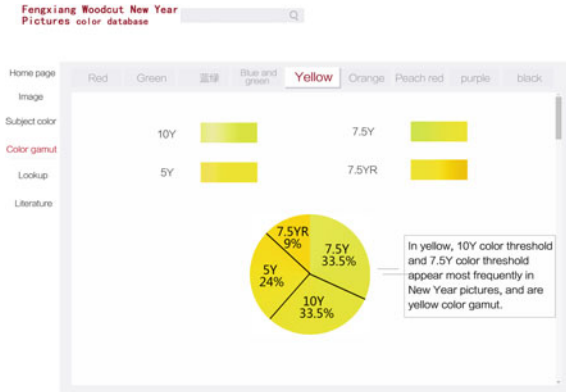 Fengxiang Woodcut New Year
Pictures color database
Home page
Image
Subject color
Color gamut
Lookup
Literature
Red
Green
蓝绿
Blue and
green
Yellow
Orange
Peach red
purple
black
10Y
7.5Y
5Y
7.5YR
7.5YR
9%
7.5Y
33.5%
5Y
24%
10Y
33.5%
In yellow, 10Y color threshold
and 7.5Y color threshold
appear most frequently in
New Year pictures, and are
yellow color gamut.